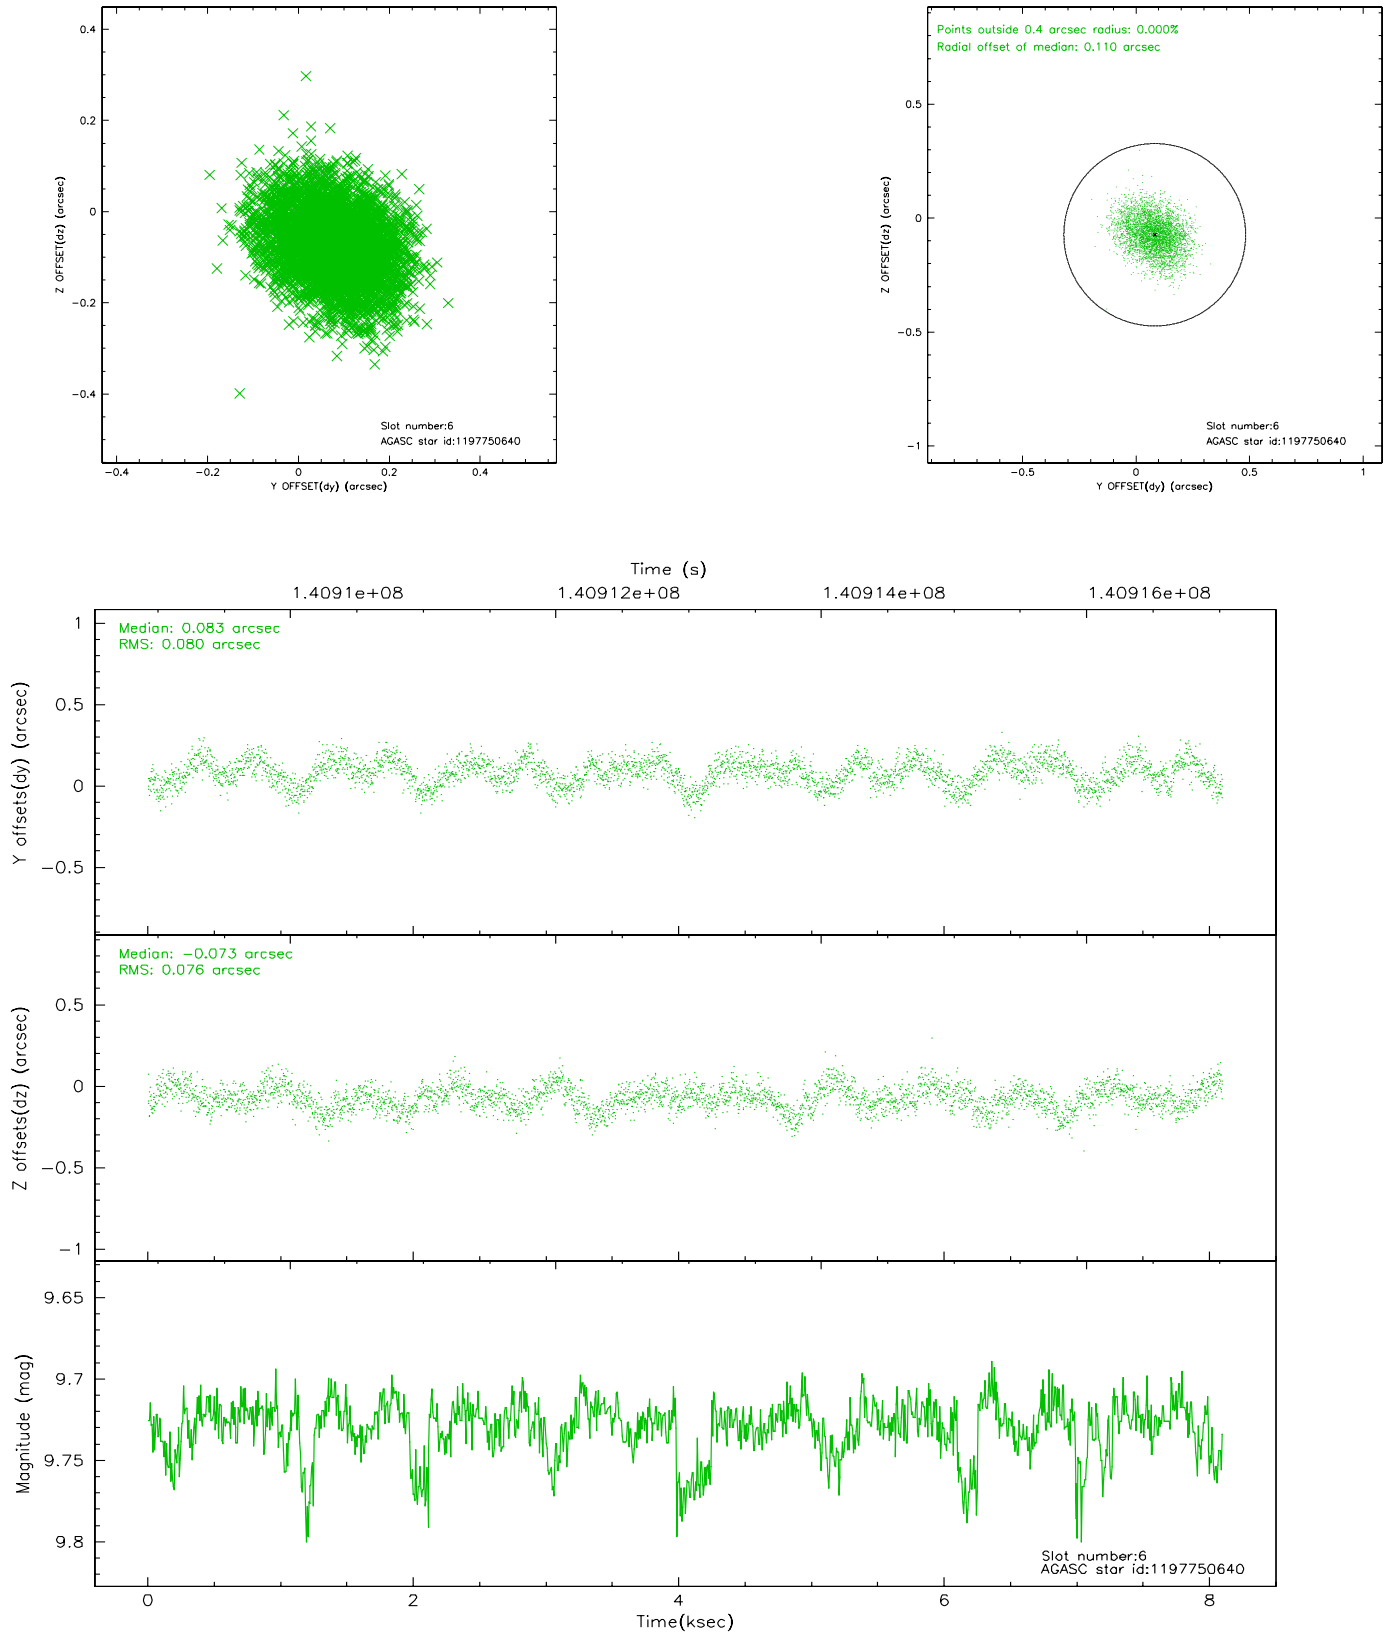 0.4
0.2
0
−0.2
−0.4
Z OFFSET(dz) (arcsec)
Slot number:6
AGASC star id:1197750640
−0.4 −0.2 0 0.2 0.4
Y OFFSET(dy) (arcsec)
Points outside 0.4 arcsec radius: 0.000%
Radial offset of median: 0.110 arcsec
0.5
0
−0.5
−1
Z OFFSET(dz) (arcsec)
Slot number:6
AGASC star id:1197750640
−0.5 0 0.5 1
Y OFFSET(dy) (arcsec)
Time (s)
1.4091e+08 1.40912e+08 1.40914e+08 1.40916e+08
Median: 0.083 arcsec
RMS: 0.080 arcsec
1
0.5
0
−0.5
Y offsets(dy) (arcsec)
Median: −0.073 arcsec
RMS: 0.076 arcsec
0.5
0
−0.5
−1
Z offsets(dz) (arcsec)
9.65
9.7
9.75
9.8
Magnitude (mag)
Slot number:6
AGASC star id:1197750640
0 2 4 6 8
Time(ksec)